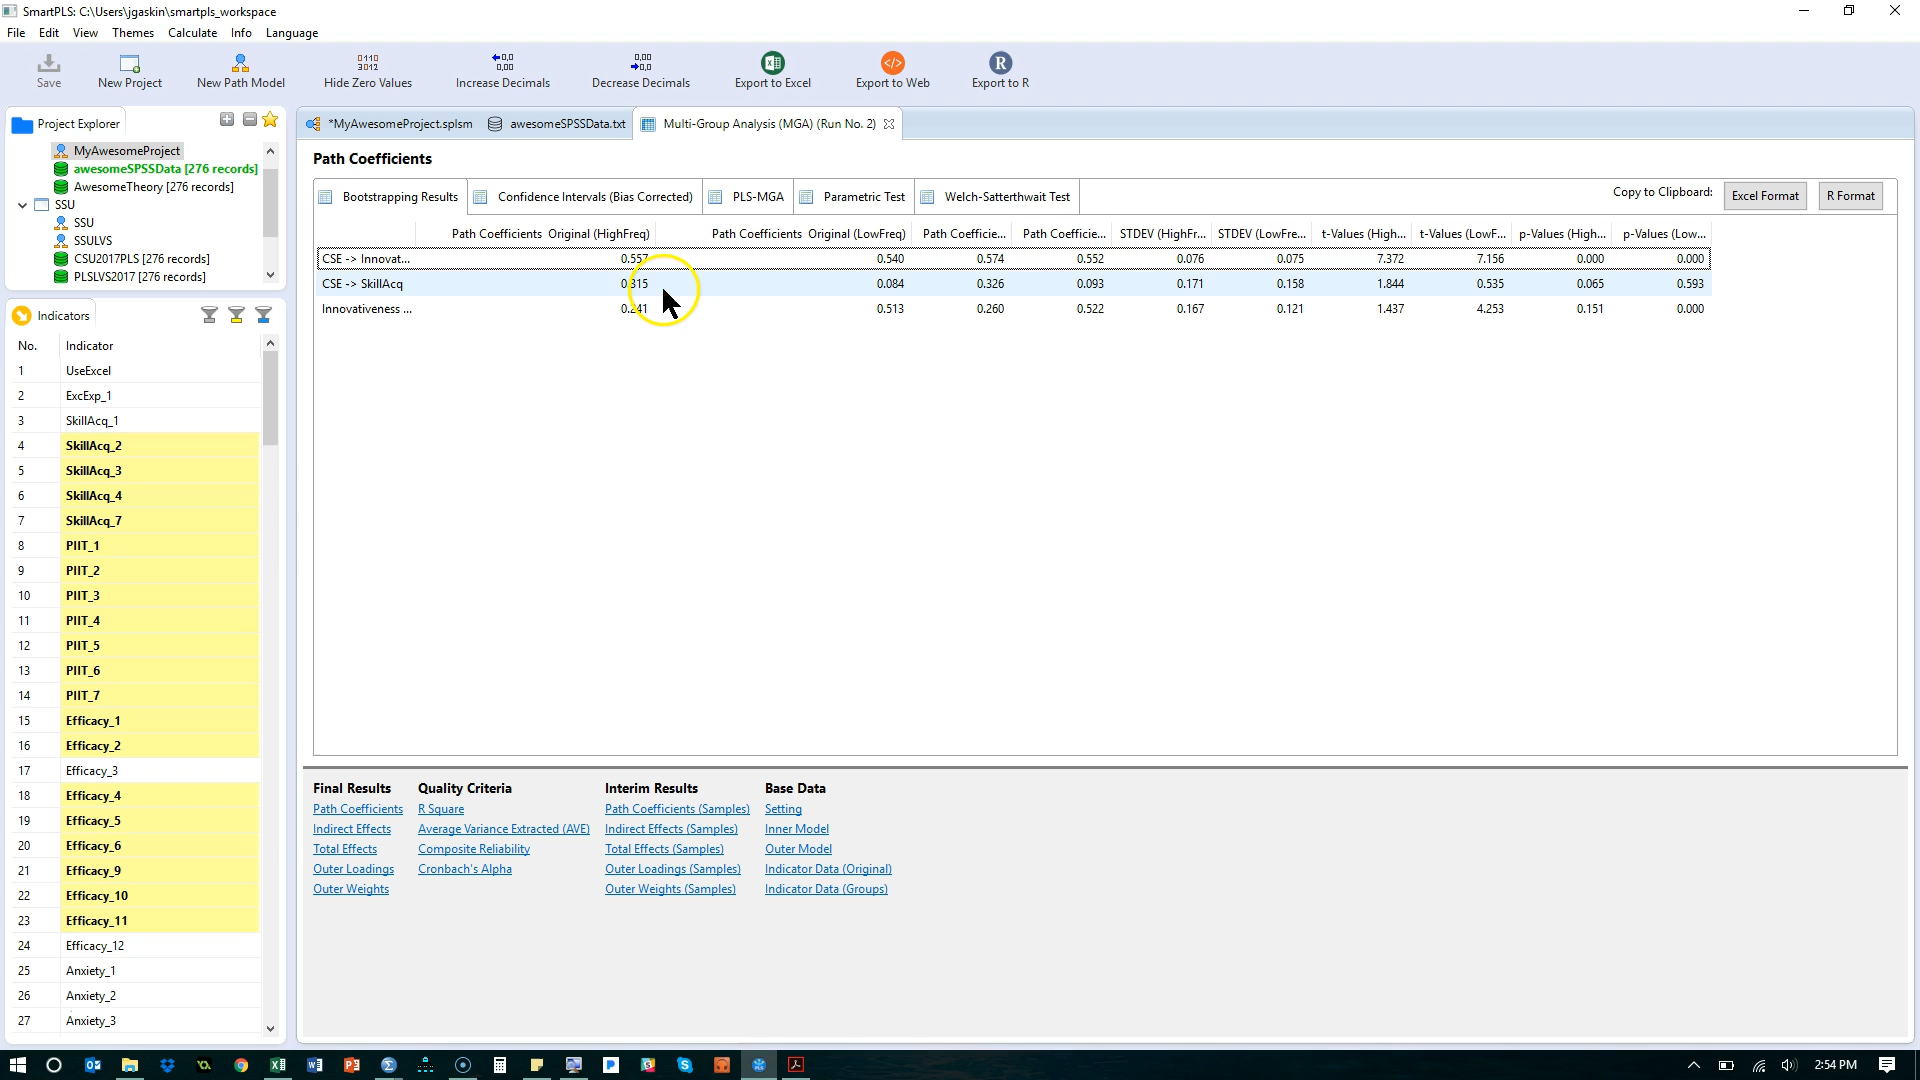 SmartPLS: C:\Users\jgaskin\smartpls_workspace
File Edit View Themes Calculate Info Language
Save New Project New Path Model Hide Zero Values Increase Decimals Decrease Decimals Export to Excel Export to Web Export to R
Project Explorer
MyAwesomeProject
awesomeSPSSData [276 records]
AwesomeTheory [276 records]
SSU
SSU
SSULVS
CSU2017PLS [276 records]
PLSLVS2017 [276 records]
Indicators
No. Indicator
1 UseExcel
2 ExcExp_1
3 SkillAcq_1
4 SkillAcq_2
5 SkillAcq_3
6 SkillAcq_4
7 SkillAcq_7
8 PIIT_1
9 PIIT_2
10 PIIT_3
11 PIIT_4
12 PIIT_5
13 PIIT_6
14 PIIT_7
15 Efficacy_1
16 Efficacy_2
17 Efficacy_3
18 Efficacy_4
19 Efficacy_5
20 Efficacy_6
21 Efficacy_9
22 Efficacy_10
23 Efficacy_11
24 Efficacy_12
25 Anxiety_1
26 Anxiety_2
27 Anxiety_3
*MyAwesomeProject.splsm awesomeSPSSData.txt Multi-Group Analysis (MGA) (Run No. 2)
Path Coefficients
Bootstrapping Results Confidence Intervals (Bias Corrected) PLS-MGA Parametric Test Welch-Satterthwait Test Copy to Clipboard: Excel Format R Format
Path Coefficients Original (HighFreq) Path Coefficients Original (LowFreq) Path Coefficie... Path Coefficie... STDEV (HighFr... STDEV (LowFre... t-Values (High... t-Values (LowF... p-Values (High... p-Values (Low...
CSE -> Innovat... 0.557 0.540 0.574 0.552 0.076 0.075 7.372 7.156 0.000 0.000
CSE -> SkillAcq 0.315 0.084 0.326 0.093 0.171 0.158 1.844 0.535 0.065 0.593
Innovativeness ... 0.241 0.513 0.260 0.522 0.167 0.121 1.437 4.253 0.151 0.000
Final Results Quality Criteria Interim Results Base Data
Path Coefficients R Square Path Coefficients (Samples) Setting
Indirect Effects Average Variance Extracted (AVE) Indirect Effects (Samples) Inner Model
Total Effects Composite Reliability Total Effects (Samples) Outer Model
Outer Loadings Cronbach's Alpha Outer Loadings (Samples) Indicator Data (Original)
Outer Weights Outer Weights (Samples) Indicator Data (Groups)
2:54 PM